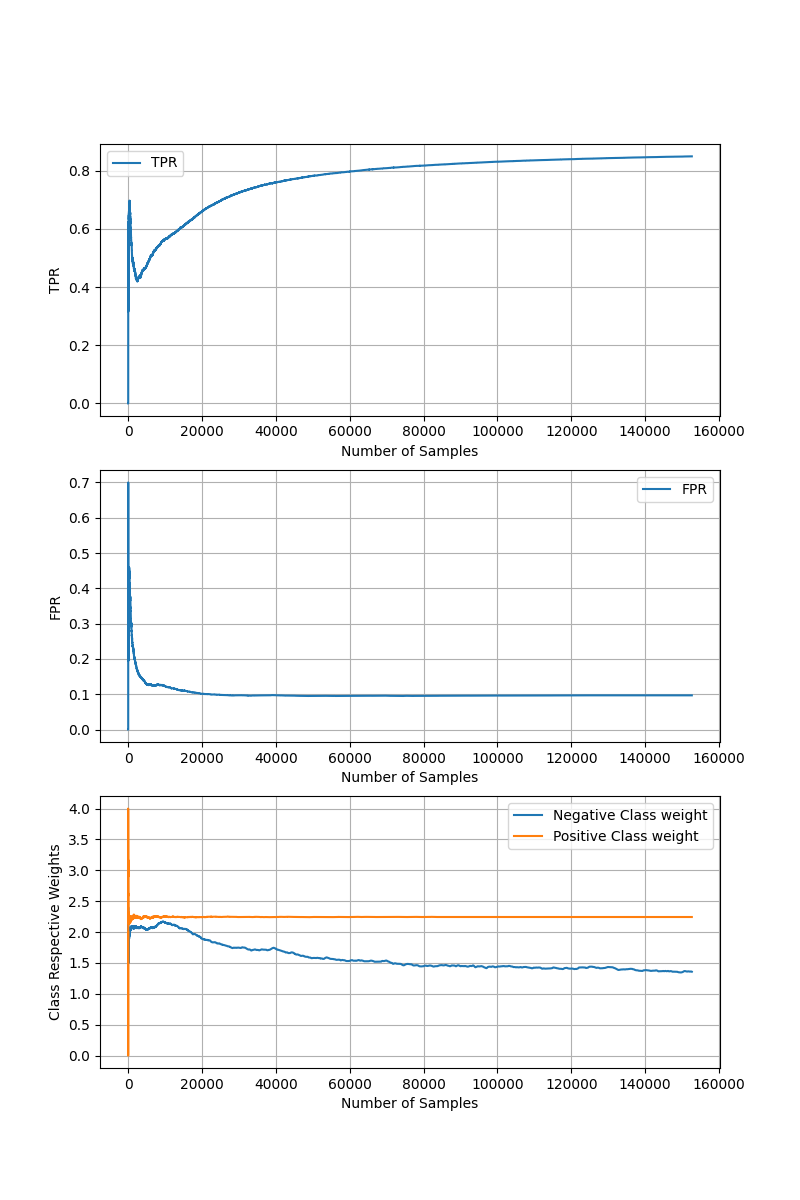 TPR
0.8
0.6
0.4
0.2
0.0
TPR
0 20000 40000 60000 80000 100000 120000 140000 160000
Number of Samples
FPR
0.7
0.6
0.5
0.4
0.3
0.2
0.1
0.0
FPR
0 20000 40000 60000 80000 100000 120000 140000 160000
Number of Samples
Negative Class weight
Positive Class weight
4.0
3.5
3.0
2.5
2.0
1.5
1.0
0.5
0.0
Class Respective Weights
0 20000 40000 60000 80000 100000 120000 140000 160000
Number of Samples